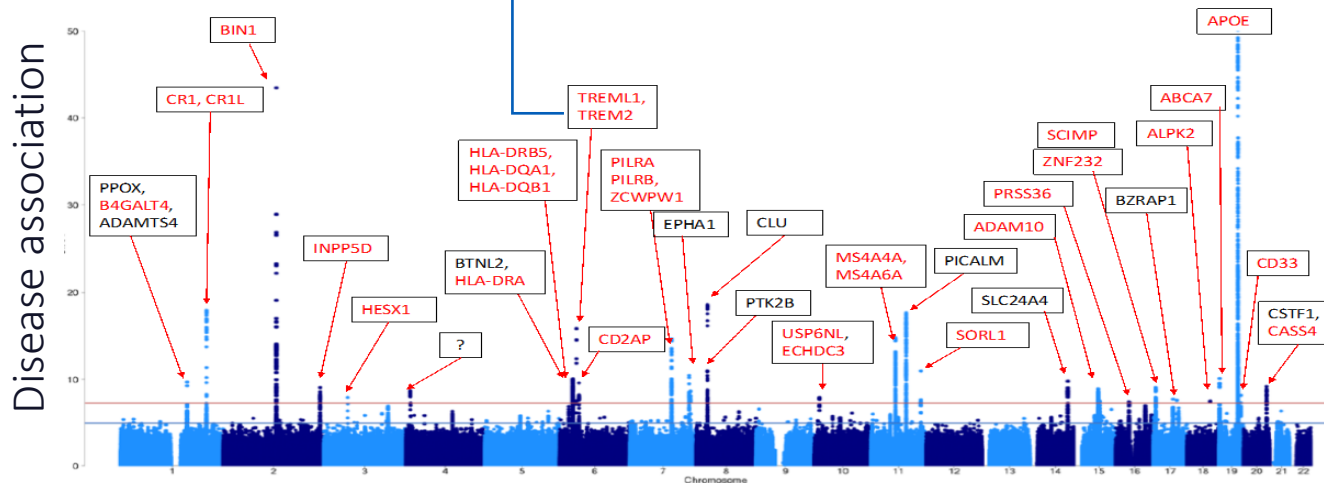 Disease association
50
40
30
20
10
0
PPOX,
B4GALT4,
ADAMTS4
CR1, CR1L
BIN1
INPP5D
HESX1
?
BTNL2,
HLA-DRA
HLA-DRB5,
HLA-DQA1,
HLA-DQB1
TREML1,
TREM2
CD2AP
PILRA
PILRB,
ZCWPW1
EPHA1
CLU
PTK2B
USP6NL,
ECHDC3
MS4A4A,
MS4A6A
PICALM
SORL1
SLC24A4
ADAM10
PRSS36
SCIMP
ZNF232
BZRAP1
ALPK2
ABCA7
APOE
CD33
CSTF1,
CASS4
1 2 3 4 5 6 7 8 9 10 11 12 13 14 15 16 17 18 19 20 21 22
Chromosome